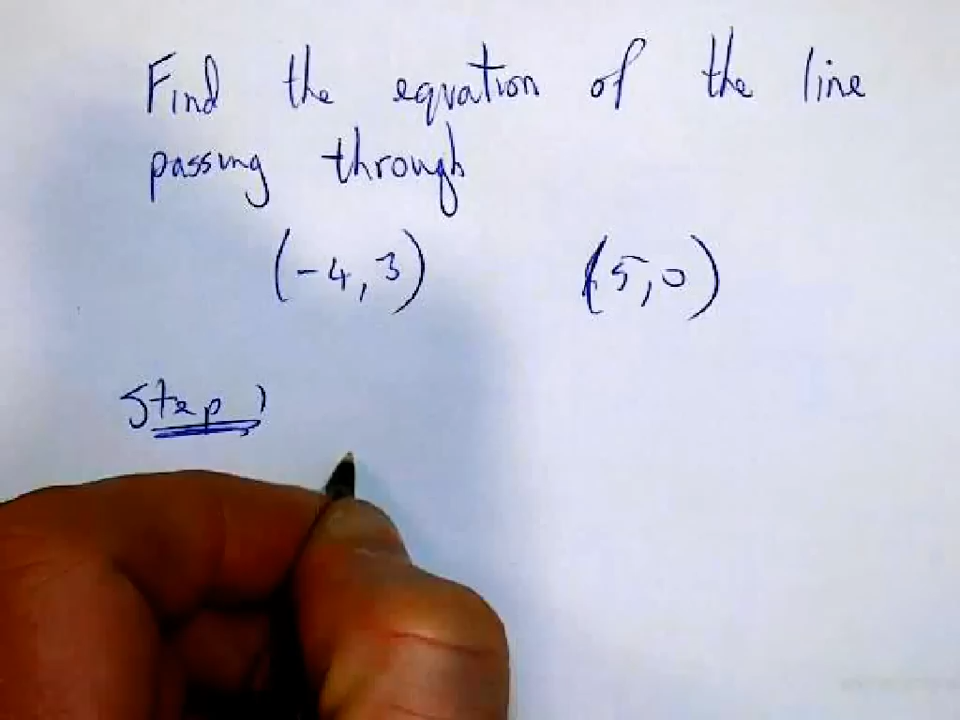 Find the equation of the line
passing through
(-4,3) (5,0)
Step 1